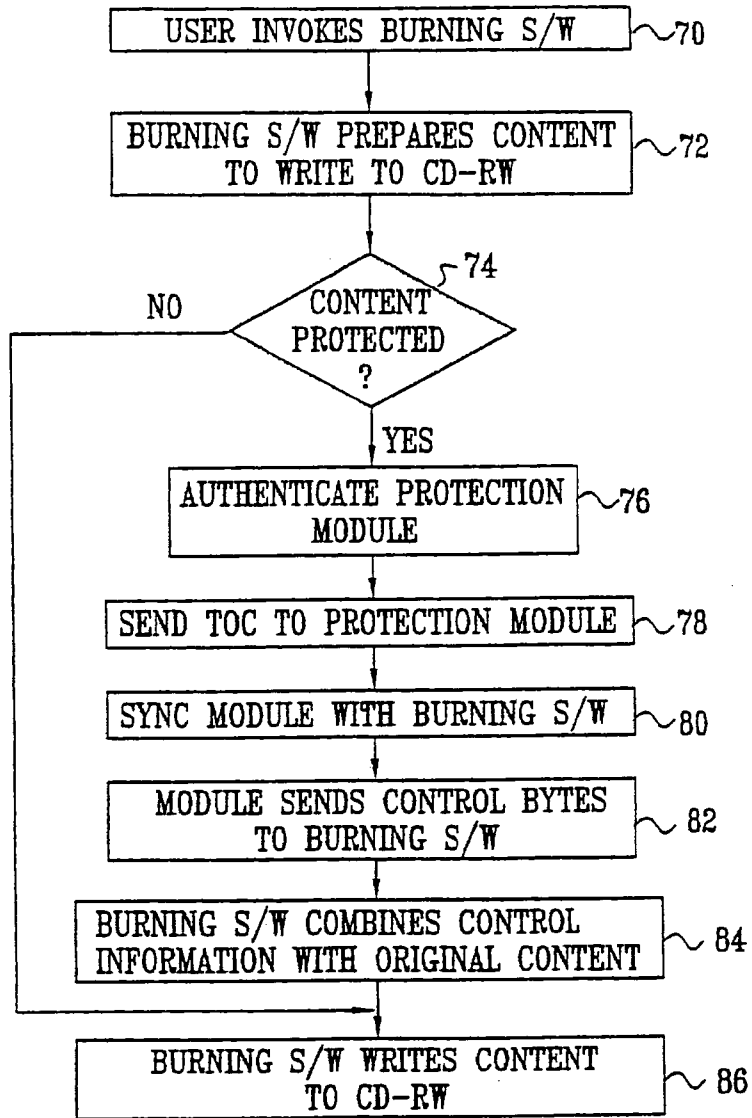 USER INVOKES BURNING S/W
70
BURNING S/W PREPARES CONTENT
TO WRITE TO CD-RW
72
74
CONTENT
PROTECTED
?
NO
YES
AUTHENTICATE PROTECTION
MODULE
76
SEND TOC TO PROTECTION MODULE
78
SYNC MODULE WITH BURNING S/W
80
MODULE SENDS CONTROL BYTES
TO BURNING S/W
82
BURNING S/W COMBINES CONTROL
INFORMATION WITH ORIGINAL CONTENT
84
BURNING S/W WRITES CONTENT
TO CD-RW
86